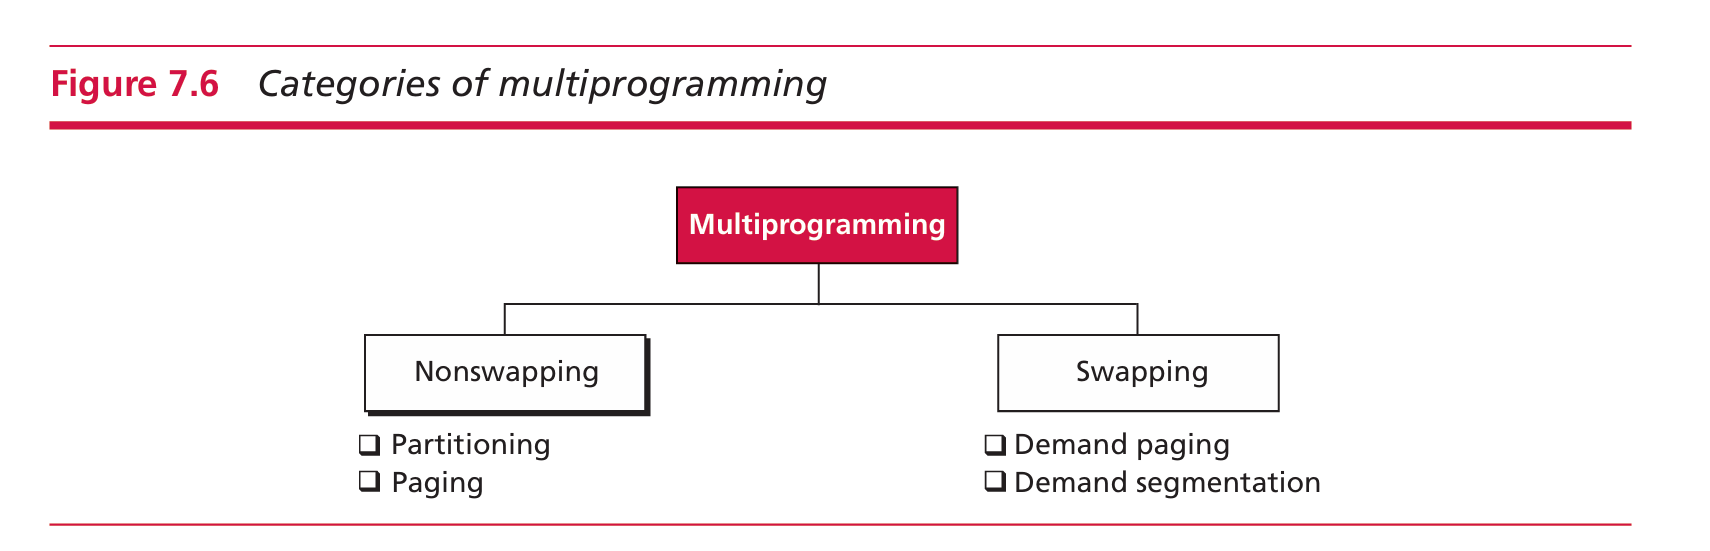 Figure 7.6 Categories of multiprogramming
Multiprogramming
Nonswapping
Swapping
Partitioning
Paging
Demand paging
Demand segmentation